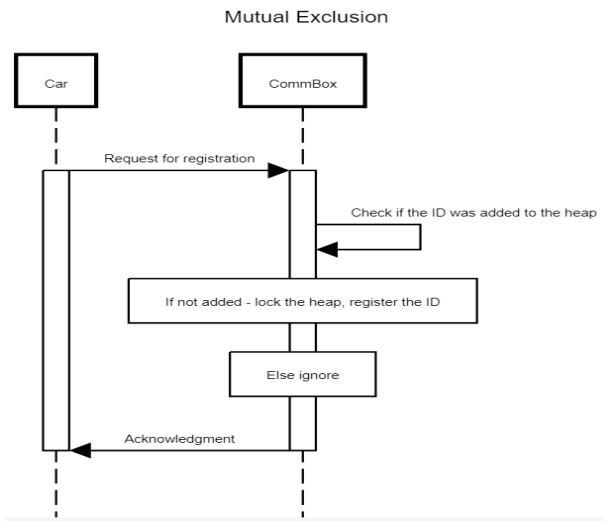 Mutual Exclusion
Car
CommBox
Request for registration
Check if the ID was added to the heap
If not added - lock the heap, register the ID
Else ignore
Acknowledgment